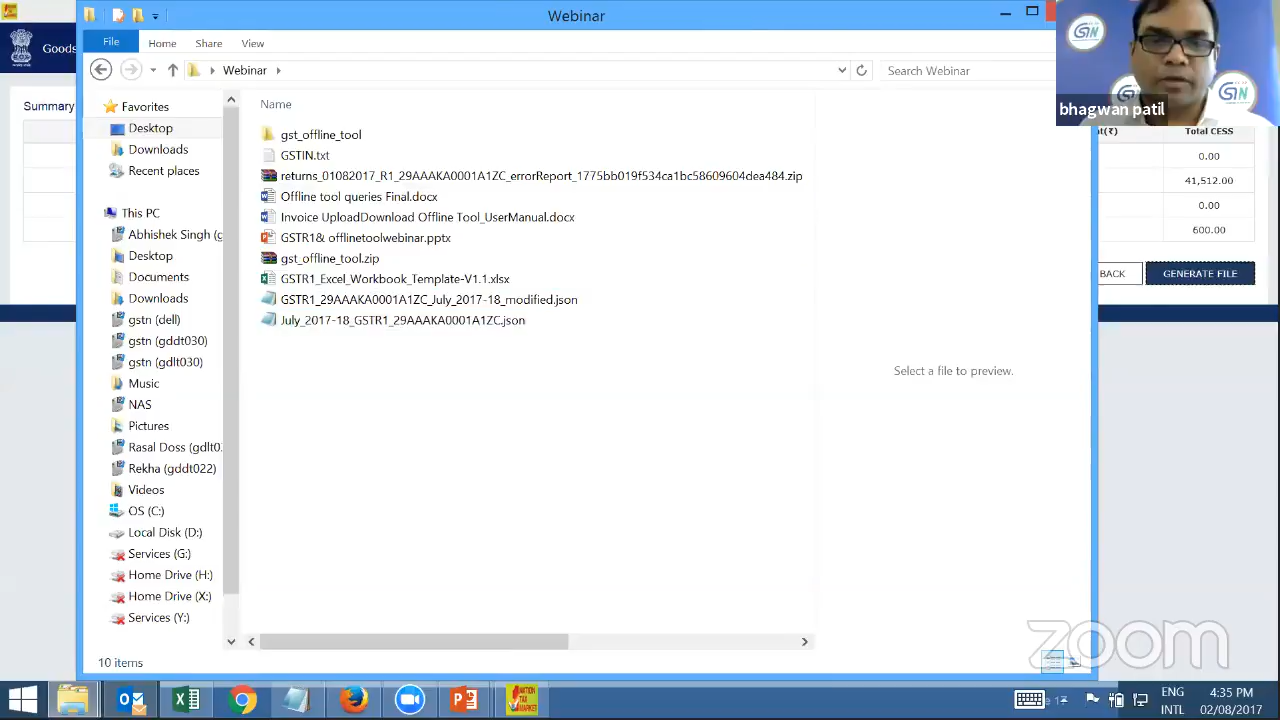 Webinar
File
Home
Share
View
Webinar
Search Webinar
bhagwan patil
Goods
Summary
Name
Favorites
Desktop
Downloads
Recent places
This PC
Abhishek Singh (g
Desktop
Documents
Downloads
gstn (dell)
gstn (gddt030)
gstn (gdlt030)
Music
NAS
Pictures
Rasal Doss (gdlt0
Rekha (gddt022)
Videos
OS (C:)
Local Disk (D:)
Services (G:)
Home Drive (H:)
Home Drive (X:)
Services (Y:)
gst_offline_tool
GSTIN.txt
returns_01082017_R1_29AAAKA0001A1ZC_errorReport_1775bb019f534ca1bc58609604dea484.zip
Offline tool queries Final.docx
Invoice UploadDownload Offline Tool_UserManual.docx
GSTR1& offlinetoolwebinar.pptx
gst_offline_tool.zip
GSTR1_Excel_Workbook_Template-V1.1.xlsx
GSTR1_29AAAKA0001A1ZC_July_2017-18_modified.json
July_2017-18_GSTR1_29AAAKA0001A1ZC.json
Select a file to preview.
t(₹) Total CESS
0.00
41,512.00
0.00
600.00
BACK GENERATE FILE
10 items
zoom
ENG 4:35 PM
INTL 02/08/2017